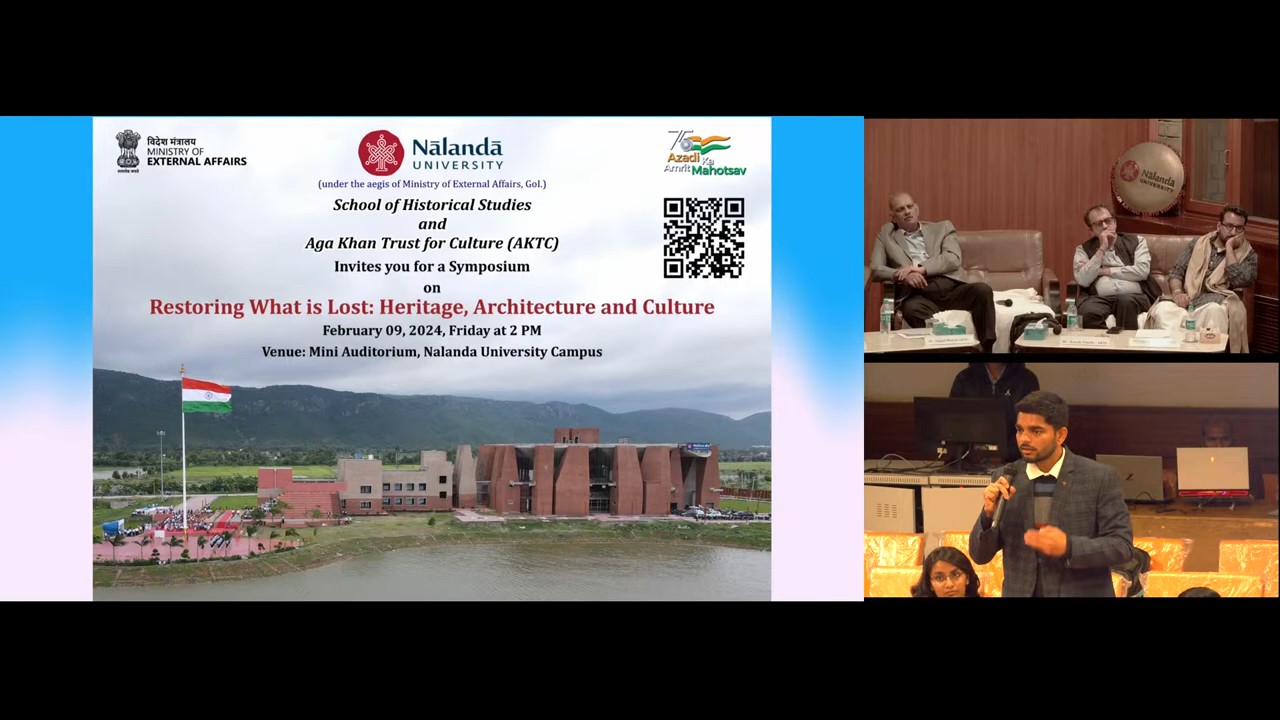 विदेश मंत्रालय
MINISTRY OF
EXTERNAL AFFAIRS
Nālandā
UNIVERSITY
(under the aegis of Ministry of External Affairs, GoI.)
75
Azadi Ka
Amrit Mahotsav
School of Historical Studies
and
Aga Khan Trust for Culture (AKTC)
Invites you for a Symposium
on
Restoring What is Lost: Heritage, Architecture and Culture
February 09, 2024, Friday at 2 PM
Venue: Mini Auditorium, Nalanda University Campus
Nālandā
UNIVERSITY